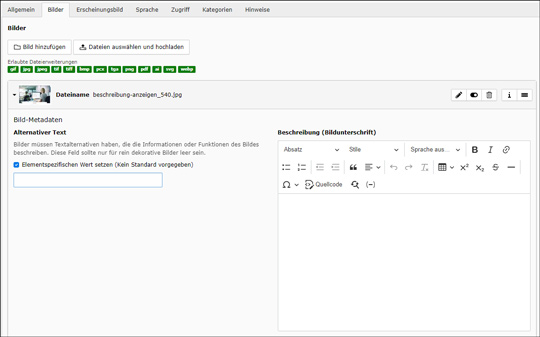 Allgemein Bilder Erscheinungsbild Sprache Zugriff Kategorien Hinweise
Bilder
Bild hinzufügen Dateien auswählen und hochladen
Erlaubte Dateierweiterungen
gif jpg jpeg tif tiff bmp pcx tga png pdf ai svg webp
Dateiname beschreibung-anzeigen_540.jpg
Bild-Metadaten
Alternativer Text
Bilder müssen Textalternativen haben, die die Informationen oder Funktionen des Bildes
beschreiben. Diese Feld sollte nur für rein dekorative Bilder leer sein.
Elementspezifischen Wert setzen (Kein Standard vorgegeben)
Beschreibung (Bildunterschrift)
Absatz Stile Sprache aus... B I
Quellcode